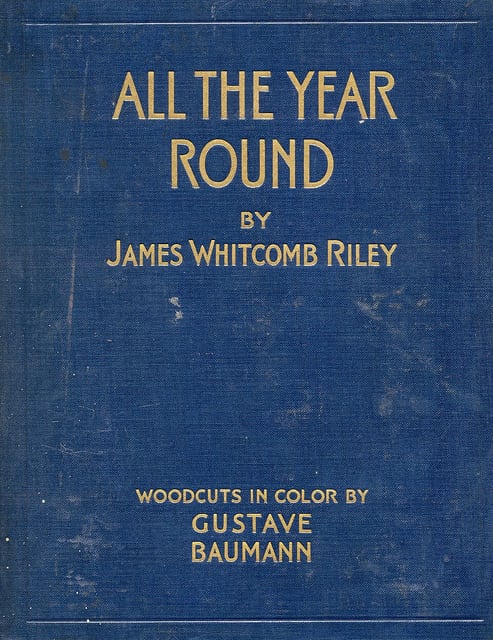 ALL THE YEAR
ROUND
BY
JAMES WHITCOMB RILEY
WOODCUTS IN COLOR BY
GUSTAVE
BAUMANN